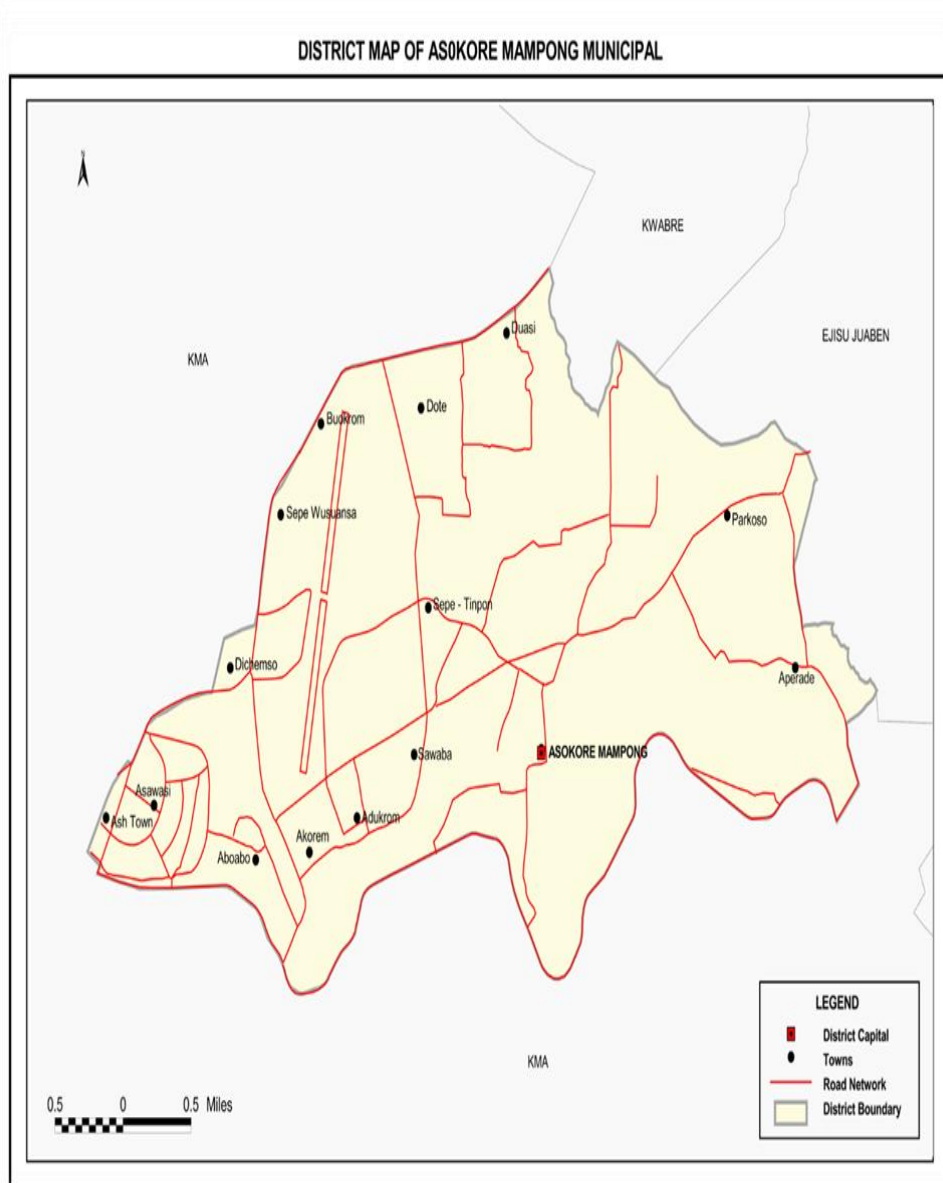 DISTRICT MAP OF AS0KORE MAMPONG MUNICIPAL
N
KWABRE
Duasi
EJISU JUABEN
KMA
Dote
Budkrom
Sepe Wusuansa
Parkoso
Sepe - Tinpon
Dichemso
Aperade
Sawaba
ASOKORE MAMPONG
Asawasi
Ash Town
Adukrom
Akorem
Aboabo
KMA
LEGEND
District Capital
Towns
Road Network
District Boundary
0.5 0 0.5 Miles